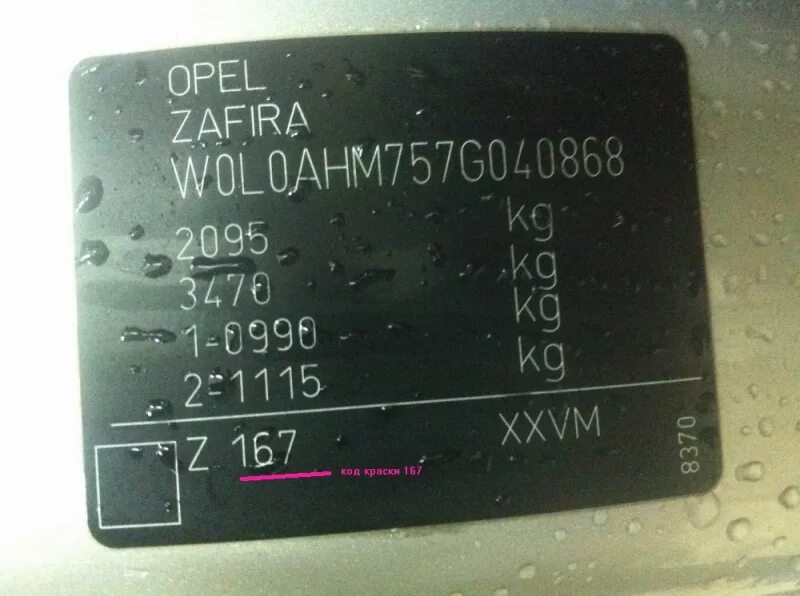 OPEL
ZAFIRA
W0L0AHM757G040868
2095 kg
3470 kg
1-0990 kg
2-1115 kg
Z 167 XXVM
код краски 167
8370